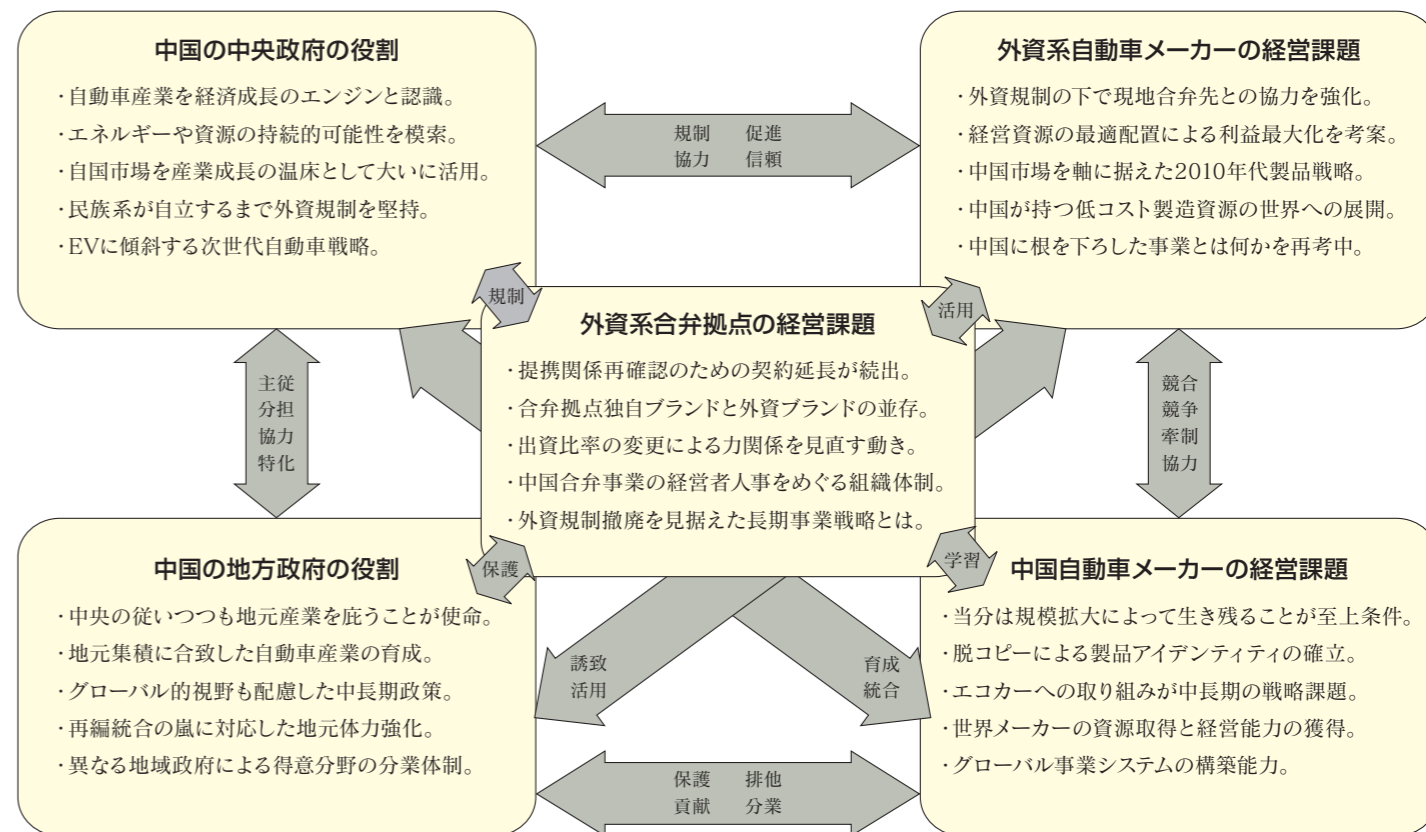 中国の中央政府の役割
・自動車産業を経済成長のエンジンと認識。
・エネルギーや資源の持続的可能性を模索。
・自国市場を産業成長の温床として大いに活用。
・民族系が自立するまで外資規制を堅持。
・EVに傾斜する次世代自動車戦略。
規制 促進
協力 信頼
外資系自動車メーカーの経営課題
・外資規制の下で現地合弁先との協力を強化。
・経営資源の最適配置による利益最大化を考案。
・中国市場を軸に据えた2010年代製品戦略。
・中国が持つ低コスト製造資源の世界への展開。
・中国に根を下ろした事業とは何かを再考中。
規制
活用
主従
分担
協力
特化
外資系合弁拠点の経営課題
・提携関係再確認のための契約延長が続出。
・合弁拠点独自ブランドと外資ブランドの並存。
・出資比率の変更による力関係を見直す動き。
・中国合弁事業の経営者人事をめぐる組織体制。
・外資規制撤廃を見据えた長期事業戦略とは。
競合
競争
牽制
協力
保護
学習
中国の地方政府の役割
・中央の従いつつも地元産業を庇うことが使命。
・地元集積に合致した自動車産業の育成。
・グローバル的視野も配慮した中長期政策。
・再編統合の嵐に対応した地元体力強化。
・異なる地域政府による得意分野の分業体制。
誘致
活用
育成
統合
中国自動車メーカーの経営課題
・当分は規模拡大によって生き残ることが至上条件。
・脱コピーによる製品アイデンティティの確立。
・エコカーへの取り組みが中長期の戦略課題。
・世界メーカーの資源取得と経営能力の獲得。
・グローバル事業システムの構築能力。
保護 排他
貢献 分業